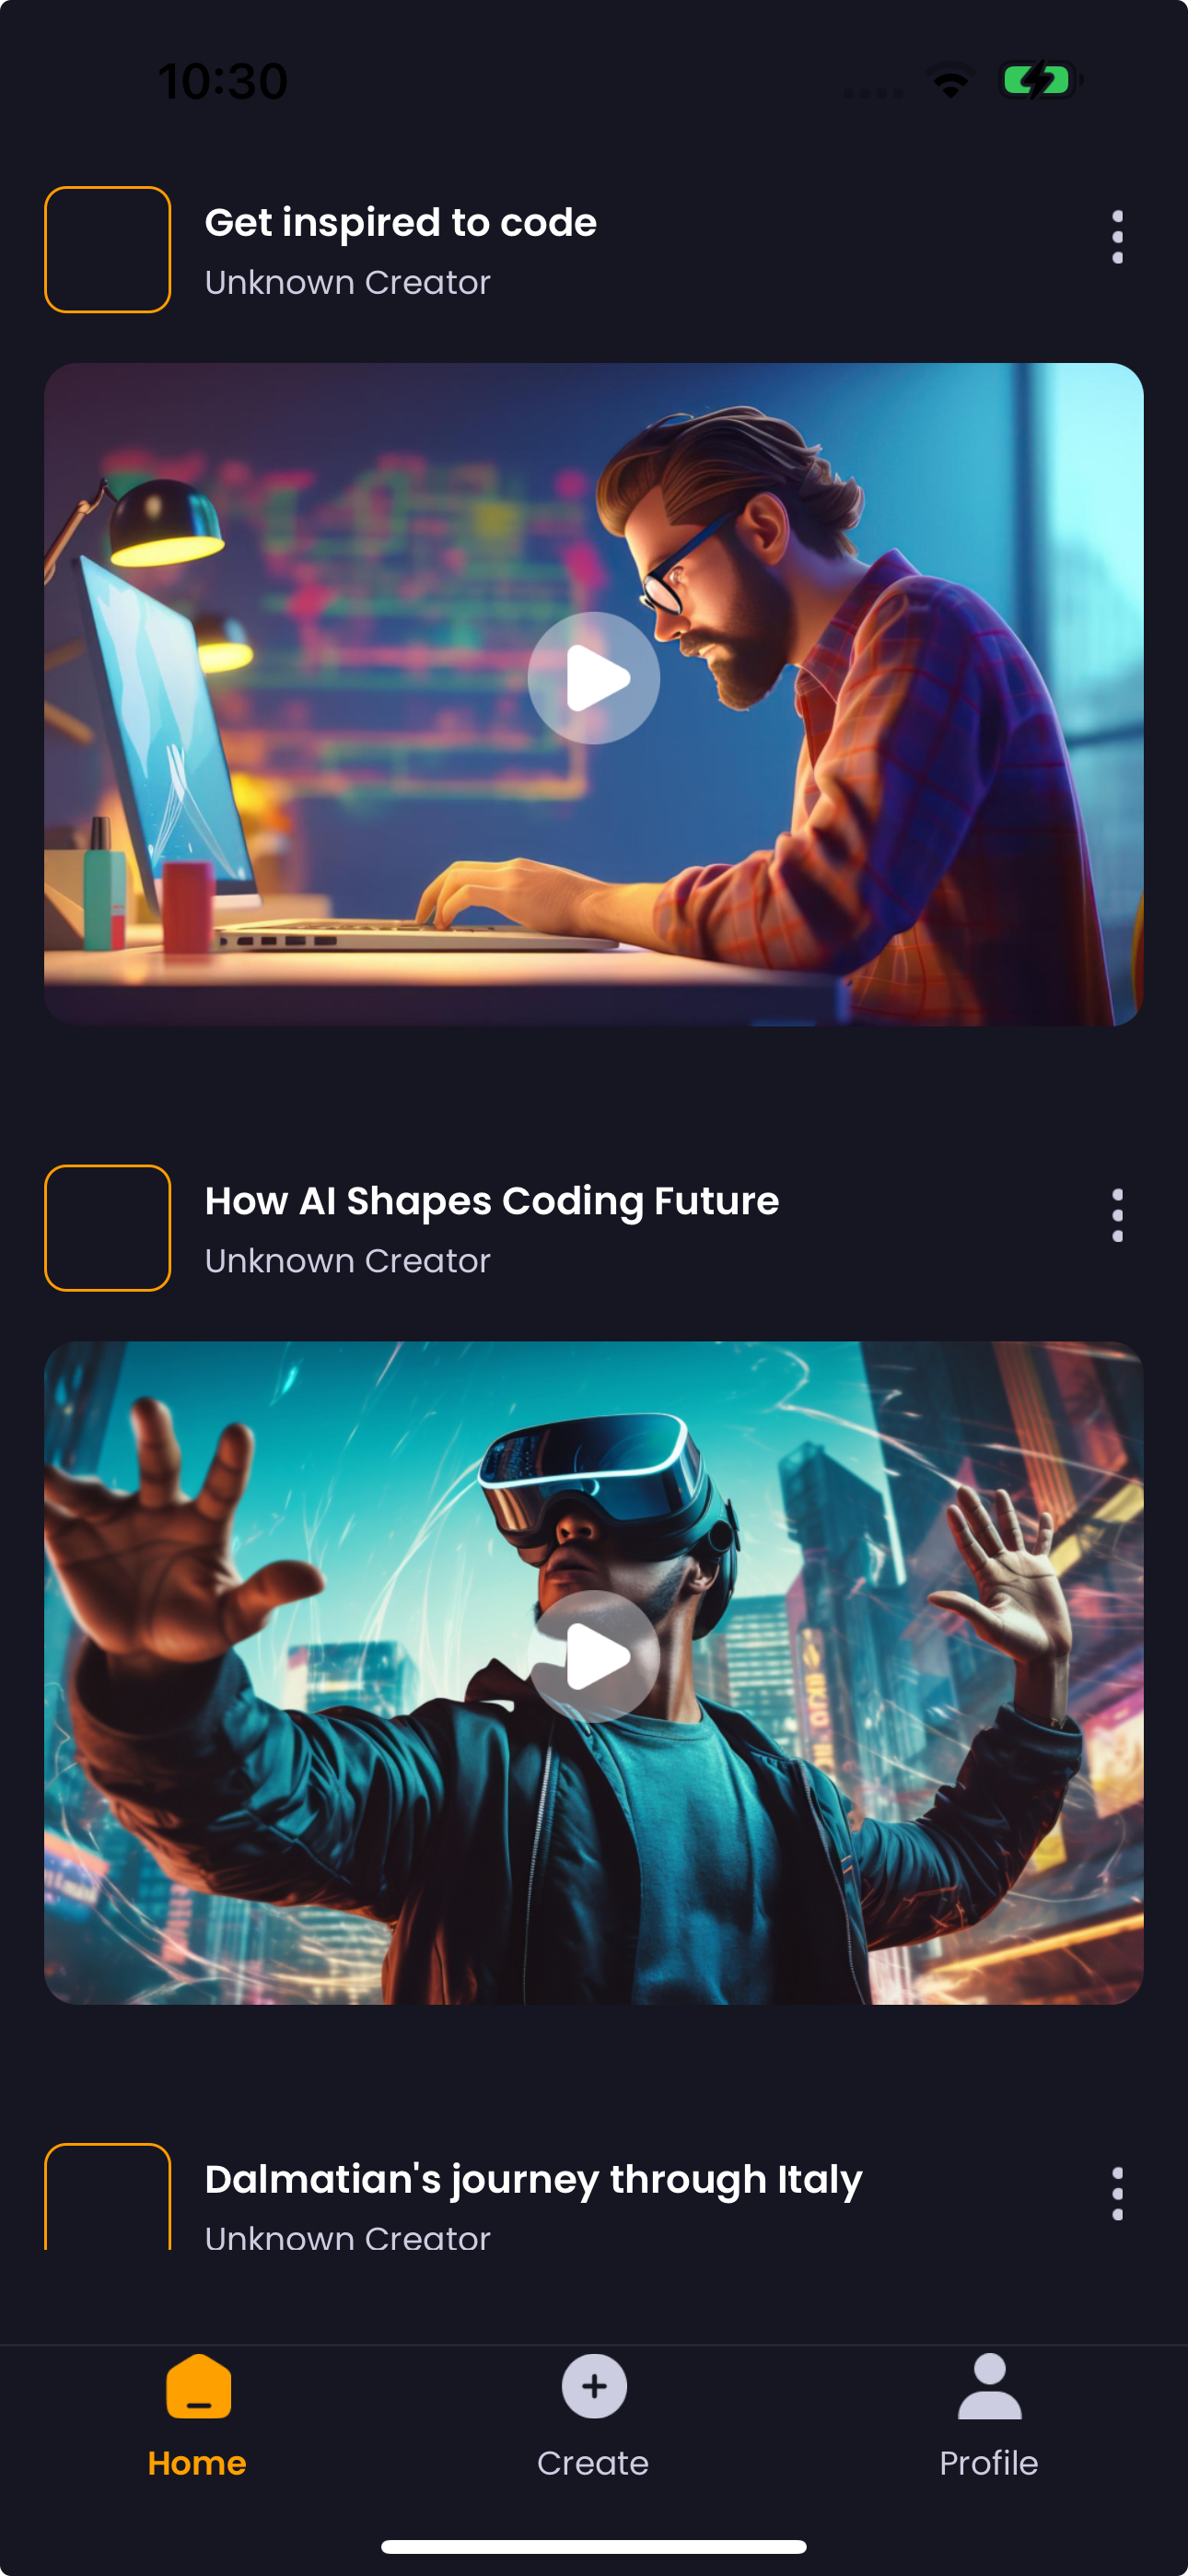 10:30
Get inspired to code
Unknown Creator
How AI Shapes Coding Future
Unknown Creator
Dalmatian's journey through Italy
Unknown Creator
Home
Create
Profile